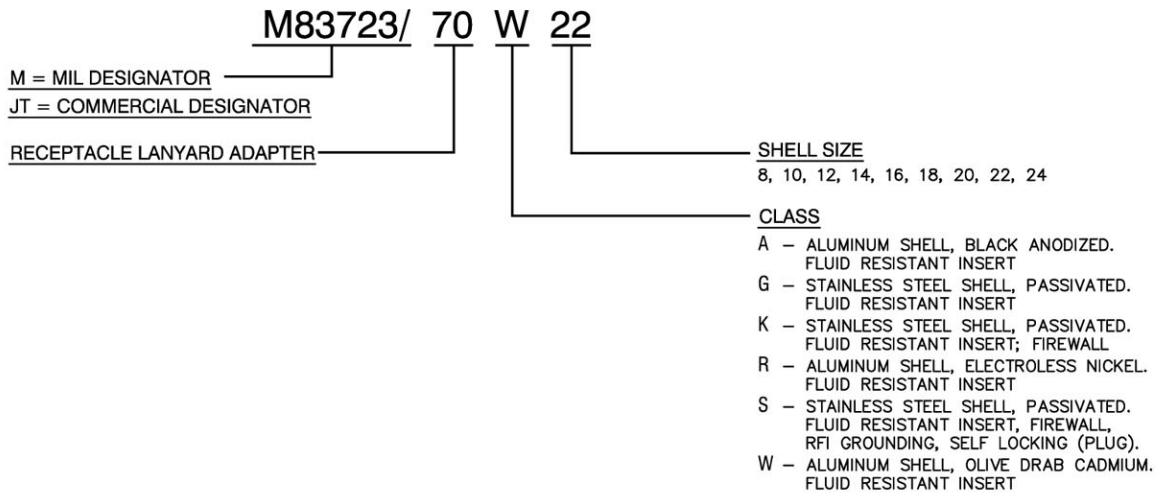 M83723/ 70 W 22
M = MIL DESIGNATOR
JT = COMMERCIAL DESIGNATOR
RECEPTACLE LANYARD ADAPTER
SHELL SIZE
8, 10, 12, 14, 16, 18, 20, 22, 24
CLASS
A – ALUMINUM SHELL, BLACK ANODIZED.
FLUID RESISTANT INSERT
G – STAINLESS STEEL SHELL, PASSIVATED.
FLUID RESISTANT INSERT
K – STAINLESS STEEL SHELL, PASSIVATED.
FLUID RESISTANT INSERT; FIREWALL
R – ALUMINUM SHELL, ELECTROLESS NICKEL.
FLUID RESISTANT INSERT
S – STAINLESS STEEL SHELL, PASSIVATED.
FLUID RESISTANT INSERT, FIREWALL,
RFI GROUNDING, SELF LOCKING (PLUG).
W – ALUMINUM SHELL, OLIVE DRAB CADMIUM.
FLUID RESISTANT INSERT